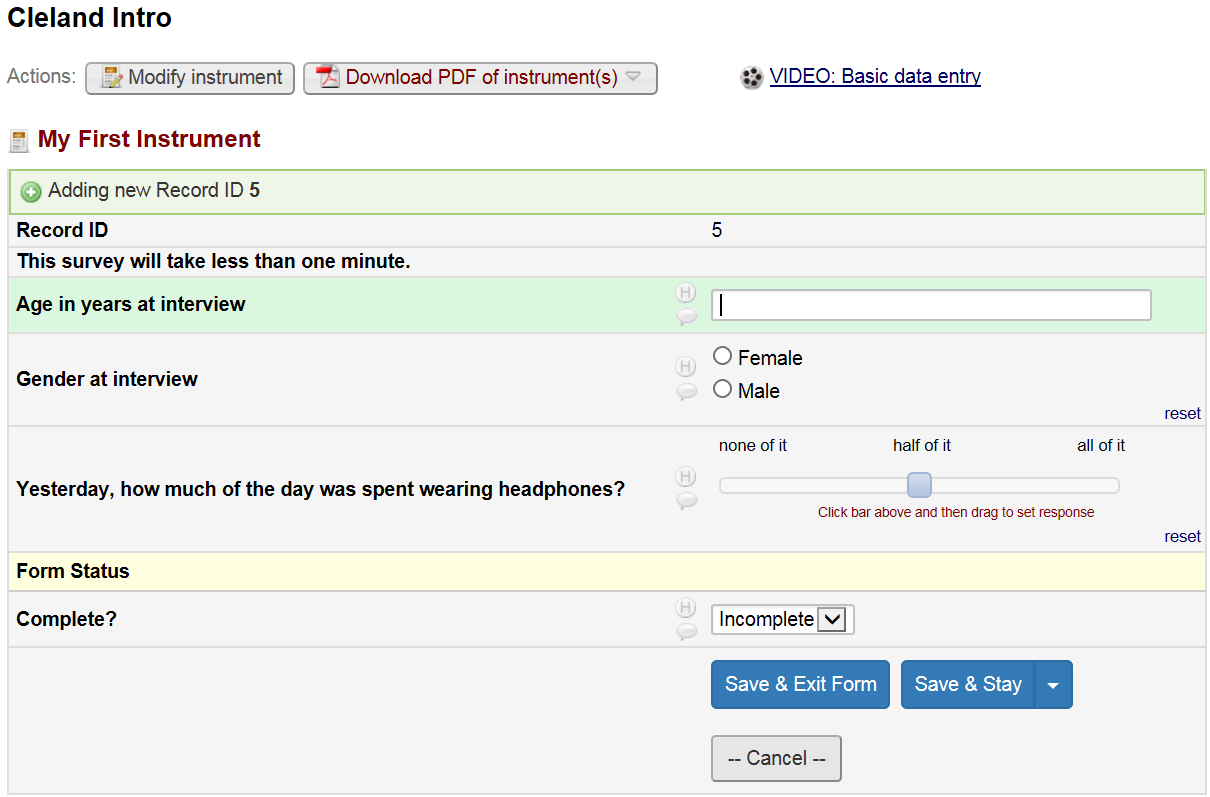 Cleland Intro
Actions: Modify instrument Download PDF of instrument(s) VIDEO: Basic data entry
My First Instrument
Adding new Record ID 5
Record ID 5
This survey will take less than one minute.
Age in years at interview H
Gender at interview H Female
Male
reset
none of it half of it all of it
Yesterday, how much of the day was spent wearing headphones? H
Click bar above and then drag to set response
reset
Form Status
Complete? H Incomplete
Save & Exit Form Save & Stay
-- Cancel --